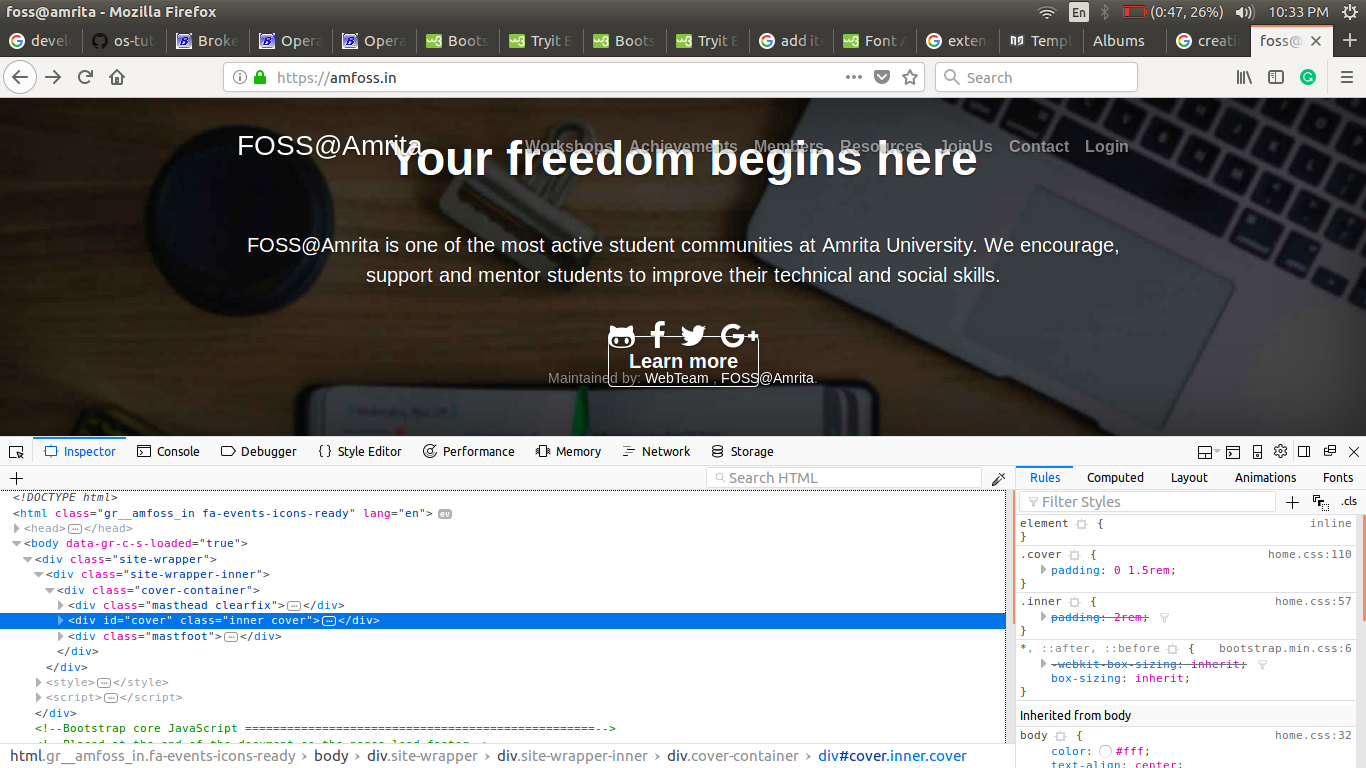 foss@amrita - Mozilla Firefox
En (0:47, 26%) 10:33 PM
develo os-tut Broke Opera Opera Boots Tryit E Boots Tryit E add ite Font A exten Templ Albums creati foss@
https://amfoss.in
Search
FOSS@Amrita
Workshops Achievements Members Resources JoinUs Contact Login
Your freedom begins here
FOSS@Amrita is one of the most active student communities at Amrita University. We encourage,
support and mentor students to improve their technical and social skills.
Learn more
Maintained by: WebTeam , FOSS@Amrita.
Inspector Console Debugger { } Style Editor Performance Memory Network Storage
+ Search HTML
<!DOCTYPE html>
<html class="gr__amfoss_in fa-events-icons-ready" lang="en"> ev
<head>…</head>
<body data-gr-c-s-loaded="true">
<div class="site-wrapper">
<div class="site-wrapper-inner">
<div class="cover-container">
<div class="masthead clearfix">…</div>
<div id="cover" class="inner cover">…</div>
<div class="mastfoot">…</div>
</div>
</div>
<style>…</style>
<script>…</script>
</div>
<!--Bootstrap core JavaScript ==================================================-->
html.gr__amfoss_in.fa-events-icons-ready › body › div.site-wrapper › div.site-wrapper-inner › div.cover-container › div#cover.inner.cover
Rules Computed Layout Animations Fonts
Filter Styles + .cls
element { inline
}
.cover { home.css:110
padding: 0 1.5rem;
}
.inner { home.css:57
padding: 2rem;
}
*, ::after, ::before { bootstrap.min.css:6
-webkit-box-sizing: inherit;
box-sizing: inherit;
}
Inherited from body
body { home.css:32
color: #fff;
text-align: center;